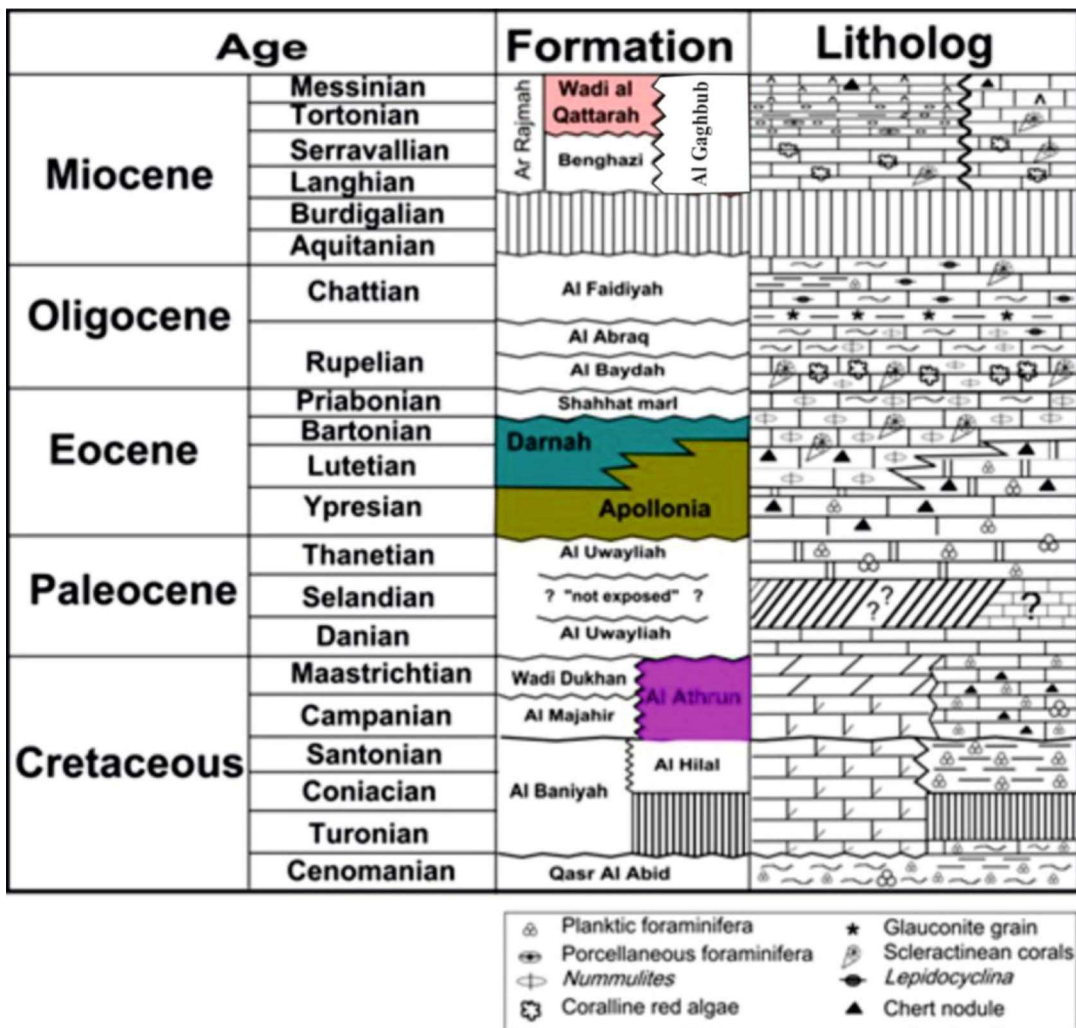 Age
Formation
Litholog
Miocene
Messinian
Tortonian
Serravallian
Langhian
Burdigalian
Aquitanian
Ar Rajmah
Wadi al
Qattarah
Benghazi
Al Gaghbub
Oligocene
Chattian
Rupelian
Al Faidiyah
Al Abraq
Al Baydah
Eocene
Priabonian
Bartonian
Lutetian
Ypresian
Shahhat marl
Darnah
Apollonia
Paleocene
Thanetian
Selandian
Danian
Al Uwayliah
? "not exposed" ?
Al Uwayliah
? ?
?
Cretaceous
Maastrichtian
Campanian
Santonian
Coniacian
Turonian
Cenomanian
Wadi Dukhan
Al Athrun
Al Majahir
Al Hilal
Al Baniyah
Qasr Al Abid
Planktic foraminifera
Porcellaneous foraminifera
Nummulites
Coralline red algae
Glauconite grain
Scleractinean corals
Lepidocyclina
Chert nodule